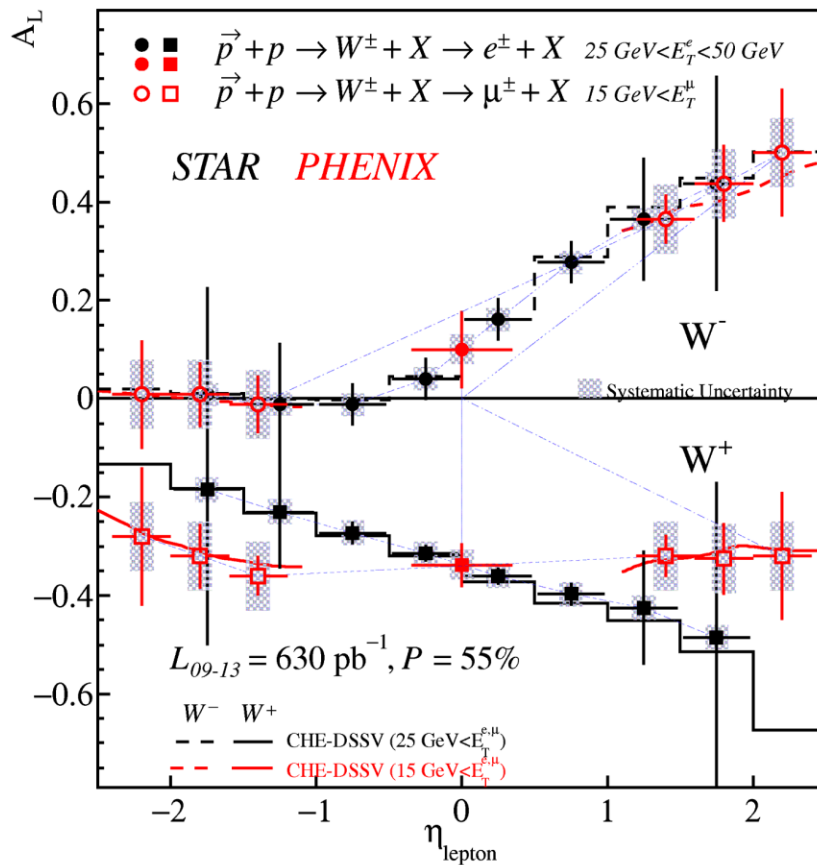 A_L
p⃗ + p → W^± + X → e^± + X 25 GeV<E_T^e<50 GeV
p⃗ + p → W^± + X → μ^± + X 15 GeV<E_T^μ
0.6
STAR PHENIX
0.4
0.2
W^-
0
Systematic Uncertainty
W^+
−0.2
−0.4
L_09-13 = 630 pb^−1, P = 55%
−0.6
W^− W^+
CHE-DSSV (25 GeV<E_T^e,μ)
CHE-DSSV (15 GeV<E_T^e,μ)
−2 −1 0 1 2
η_lepton